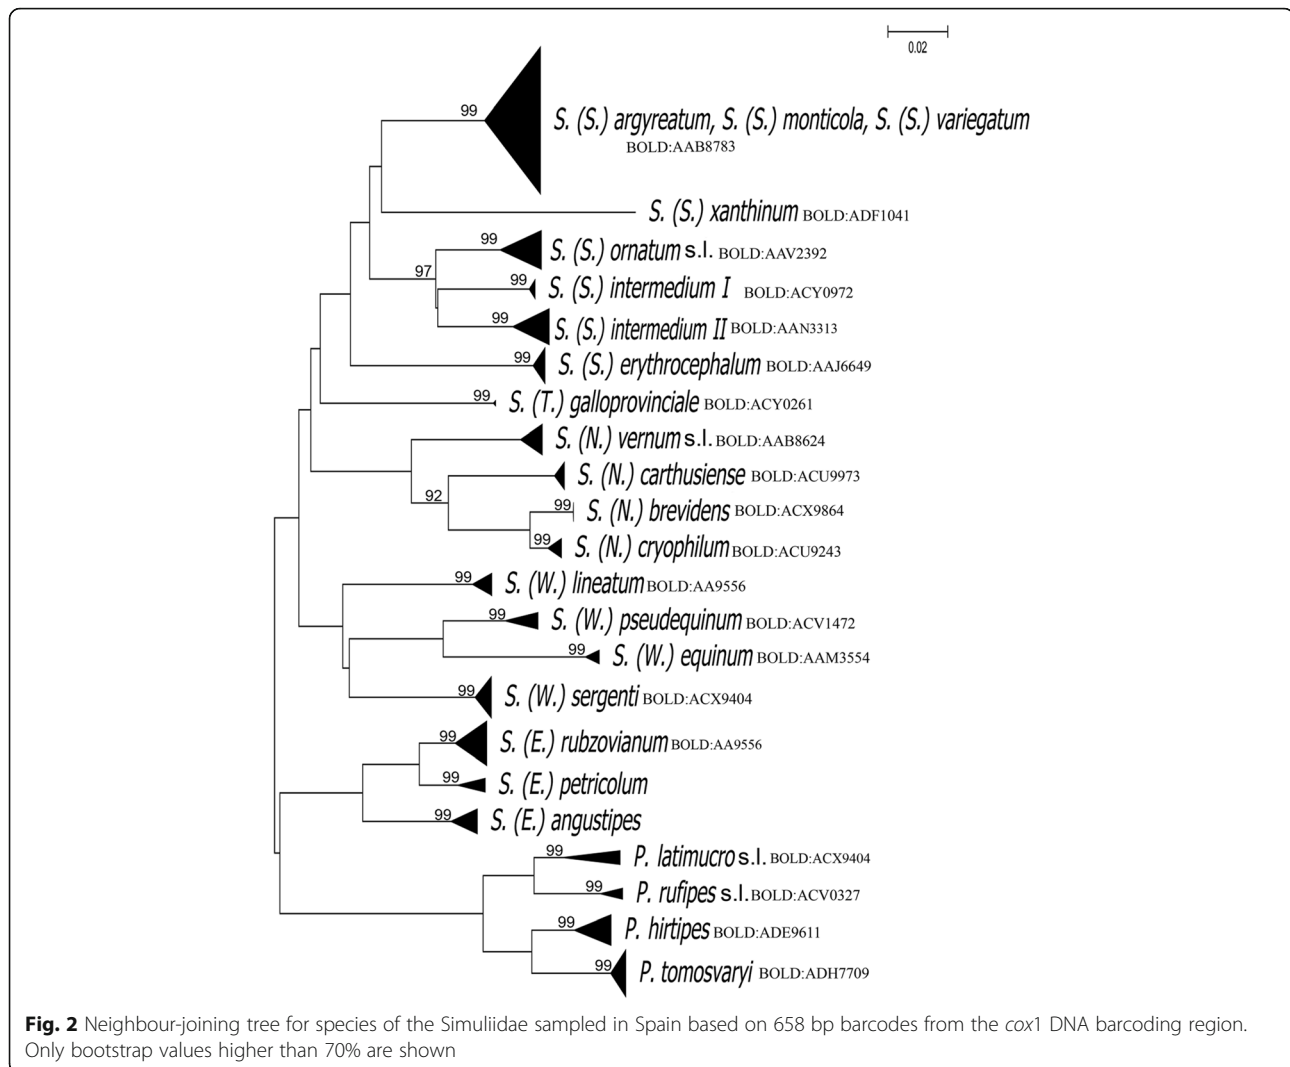 0.02
99
S. (S.) argyreatum, S. (S.) monticola, S. (S.) variegatum
BOLD:AAB8783
S. (S.) xanthinum BOLD:ADF1041
99
S. (S.) ornatum s.l. BOLD:AAV2392
97
99
S. (S.) intermedium I BOLD:ACY0972
99
S. (S.) intermedium II BOLD:AAN3313
99
S. (S.) erythrocephalum BOLD:AAJ6649
99
S. (T.) galloprovinciale BOLD:ACY0261
S. (N.) vernum s.l. BOLD:AAB8624
S. (N.) carthusiense BOLD:ACU9973
92
99
S. (N.) brevidens BOLD:ACX9864
99
S. (N.) cryophilum BOLD:ACU9243
99
S. (W.) lineatum BOLD:AA9556
99
S. (W.) pseudequinum BOLD:ACV1472
99
S. (W.) equinum BOLD:AAM3554
99
S. (W.) sergenti BOLD:ACX9404
99
S. (E.) rubzovianum BOLD:AA9556
99
S. (E.) petricolum
99
S. (E.) angustipes
99
P. latimucro s.l. BOLD:ACX9404
99
P. rufipes s.l. BOLD:ACV0327
99
P. hirtipes BOLD:ADE9611
99
P. tomosvaryi BOLD:ADH7709
Fig. 2 Neighbour-joining tree for species of the Simuliidae sampled in Spain based on 658 bp barcodes from the cox1 DNA barcoding region.
Only bootstrap values higher than 70% are shown